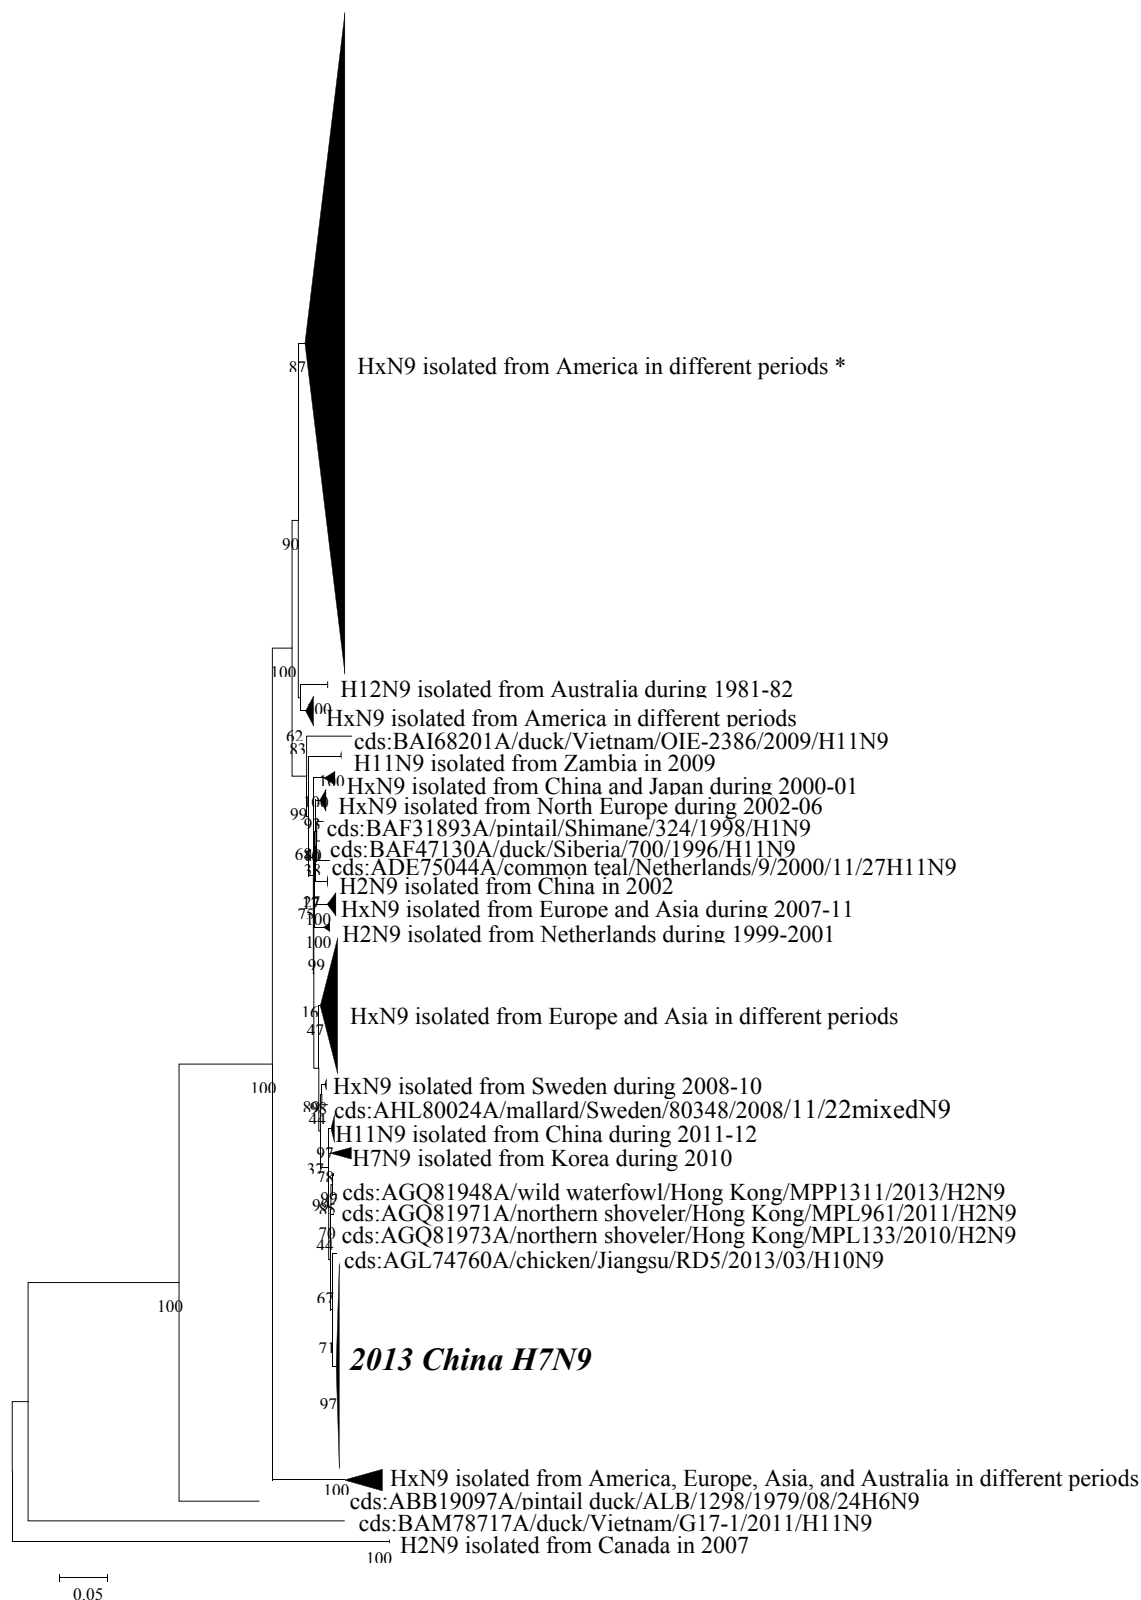 87
HxN9 isolated from America in different periods *
90
100
H12N9 isolated from Australia during 1981-82
HxN9 isolated from America in different periods
62
cds:BAI68201A/duck/Vietnam/OIE-2386/2009/H11N9
83
H11N9 isolated from Zambia in 2009
100
HxN9 isolated from China and Japan during 2000-01
HxN9 isolated from North Europe during 2002-06
99
cds:BAF31893A/pintail/Shimane/324/1998/H1N9
cds:BAF47130A/duck/Siberia/700/1996/H11N9
cds:ADE75044A/common teal/Netherlands/9/2000/11/27H11N9
38
H2N9 isolated from China in 2002
HxN9 isolated from Europe and Asia during 2007-11
75
100
H2N9 isolated from Netherlands during 1999-2001
100
99
16
HxN9 isolated from Europe and Asia in different periods
47
HxN9 isolated from Sweden during 2008-10
100
cds:AHL80024A/mallard/Sweden/80348/2008/11/22mixedN9
44
H11N9 isolated from China during 2011-12
97
H7N9 isolated from Korea during 2010
37
78
cds:AGQ81948A/wild waterfowl/Hong Kong/MPP1311/2013/H2N9
cds:AGQ81971A/northern shoveler/Hong Kong/MPL961/2011/H2N9
70
cds:AGQ81973A/northern shoveler/Hong Kong/MPL133/2010/H2N9
44
cds:AGL74760A/chicken/Jiangsu/RD5/2013/03/H10N9
67
100
71
2013 China H7N9
97
HxN9 isolated from America, Europe, Asia, and Australia in different periods
100
cds:ABB19097A/pintail duck/ALB/1298/1979/08/24H6N9
cds:BAM78717A/duck/Vietnam/G17-1/2011/H11N9
H2N9 isolated from Canada in 2007
100
0.05